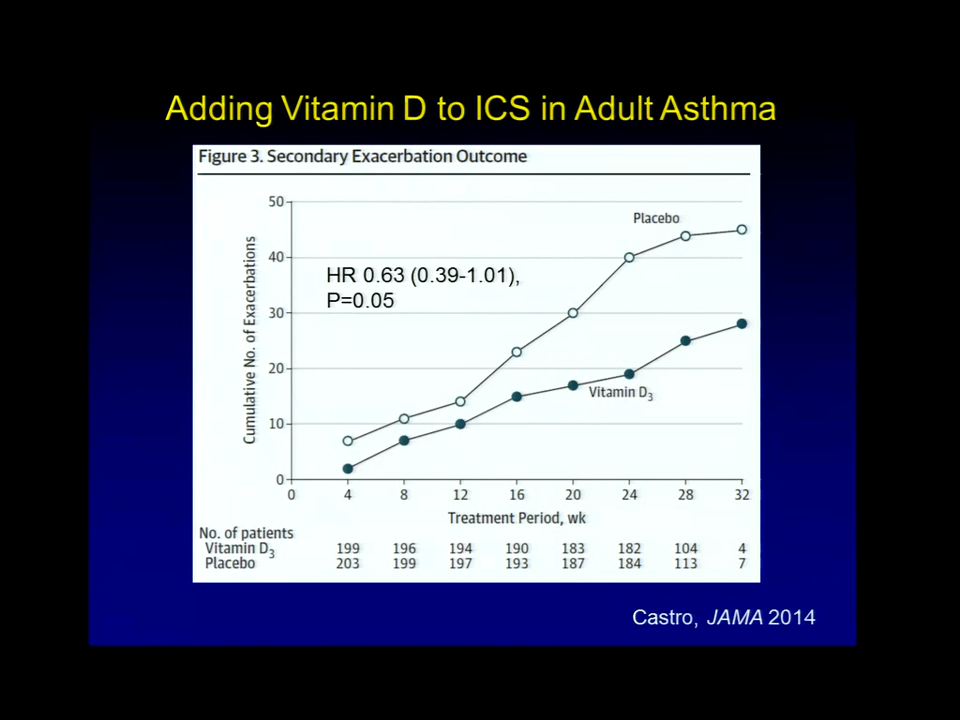 Adding Vitamin D to ICS in Adult Asthma
Figure 3. Secondary Exacerbation Outcome
Cumulative No. of Exacerbations
50
40
30
20
10
0
HR 0.63 (0.39-1.01),
P=0.05
Placebo
Vitamin D3
0 4 8 12 16 20 24 28 32
Treatment Period, wk
No. of patients
Vitamin D3 199 196 194 190 183 182 104 4
Placebo 203 199 197 193 187 184 113 7
Castro, JAMA 2014